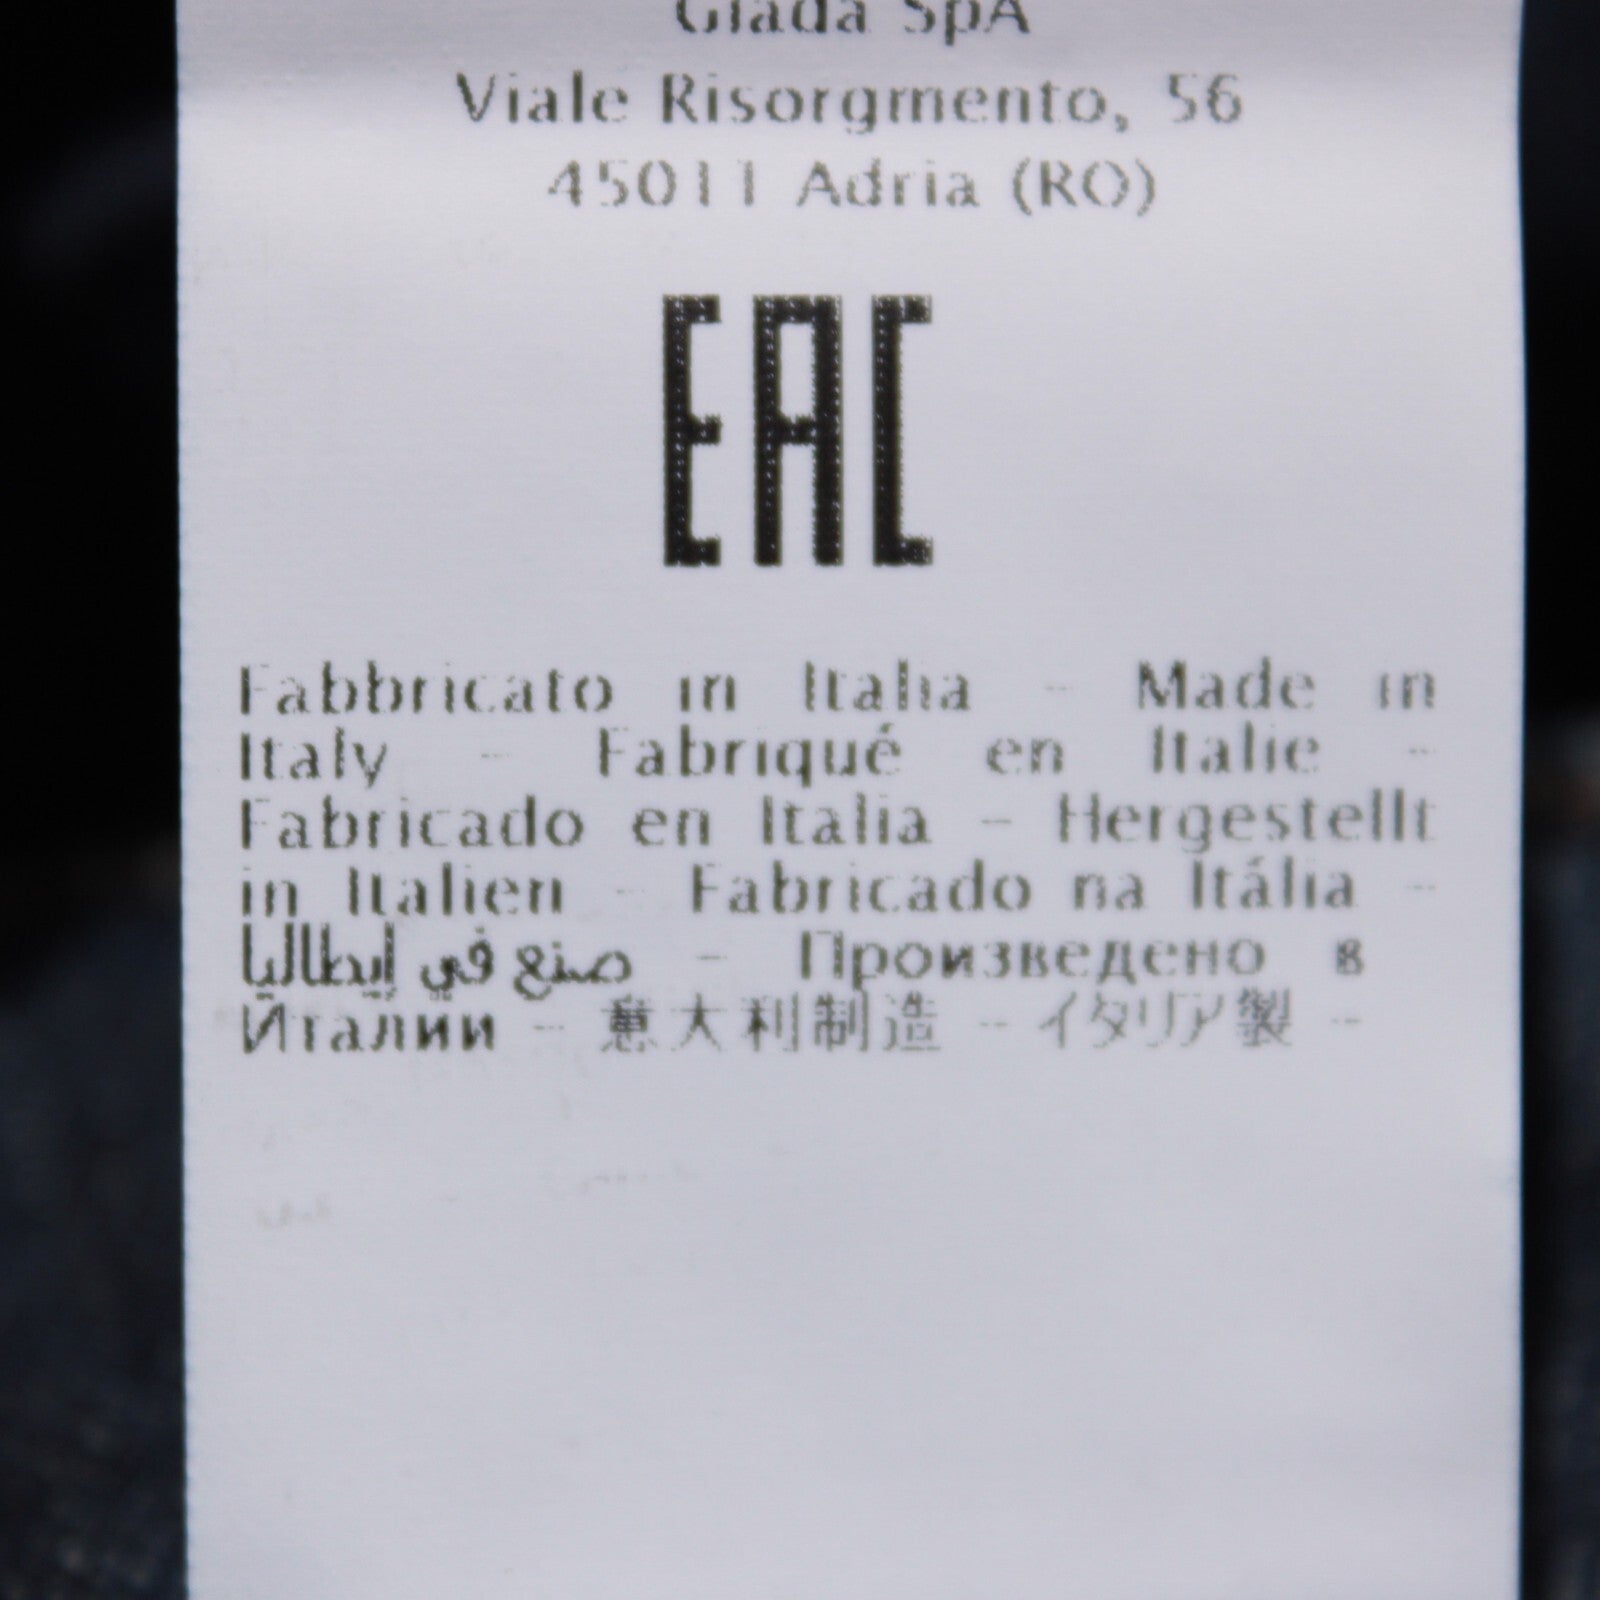 Giada SpA
Viale Risorgmento, 56
45011 Adria (RO)
EAC
Fabbricato in Italia - Made in
Italy - Fabriqué en Italie -
Fabricado en Italia - Hergestellt
in Italien - Fabricado na Itália -
صنع في إيطاليا - Произведено в
Италии - 意大利制造 - イタリア製 -